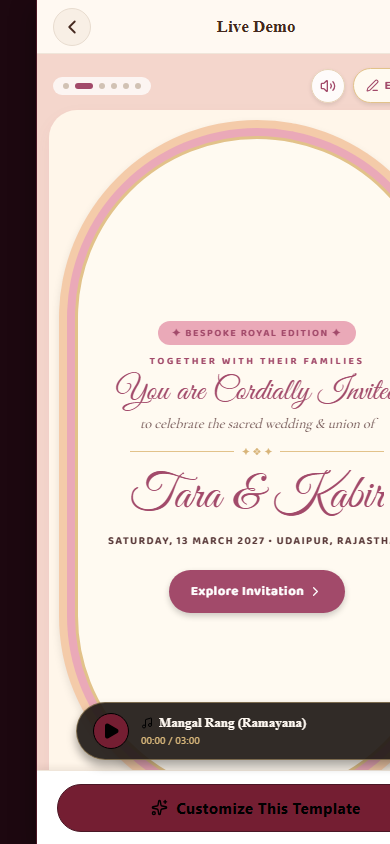 Live Demo
✦ BESPOKE ROYAL EDITION ✦
TOGETHER WITH THEIR FAMILIES
You are Cordially Invite
to celebrate the sacred wedding & union of
Tara & Kabir
SATURDAY, 13 MARCH 2027 • UDAIPUR, RAJASTH
Explore Invitation
Mangal Rang (Ramayana)
00:00 / 03:00
Customize This Template